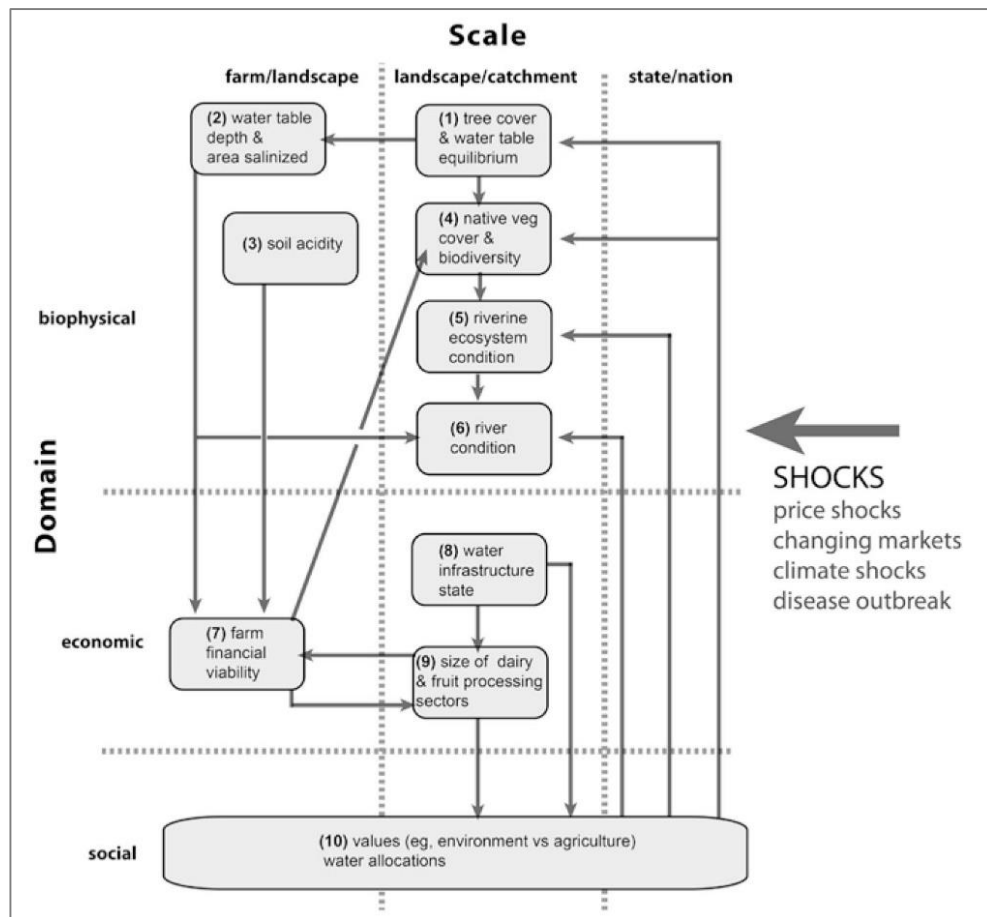 Scale
farm/landscape
landscape/catchment
state/nation
(2) water table
depth &
area salinized
(1) tree cover
& water table
equilibrium
(3) soil acidity
(4) native veg
cover &
biodiversity
biophysical
(5) riverine
ecosystem
condition
(6) river
condition
Domain
SHOCKS
price shocks
changing markets
climate shocks
disease outbreak
(8) water
infrastructure
state
economic
(7) farm
financial
viability
(9) size of dairy
& fruit processing
sectors
social
(10) values (eg, environment vs agriculture)
water allocations